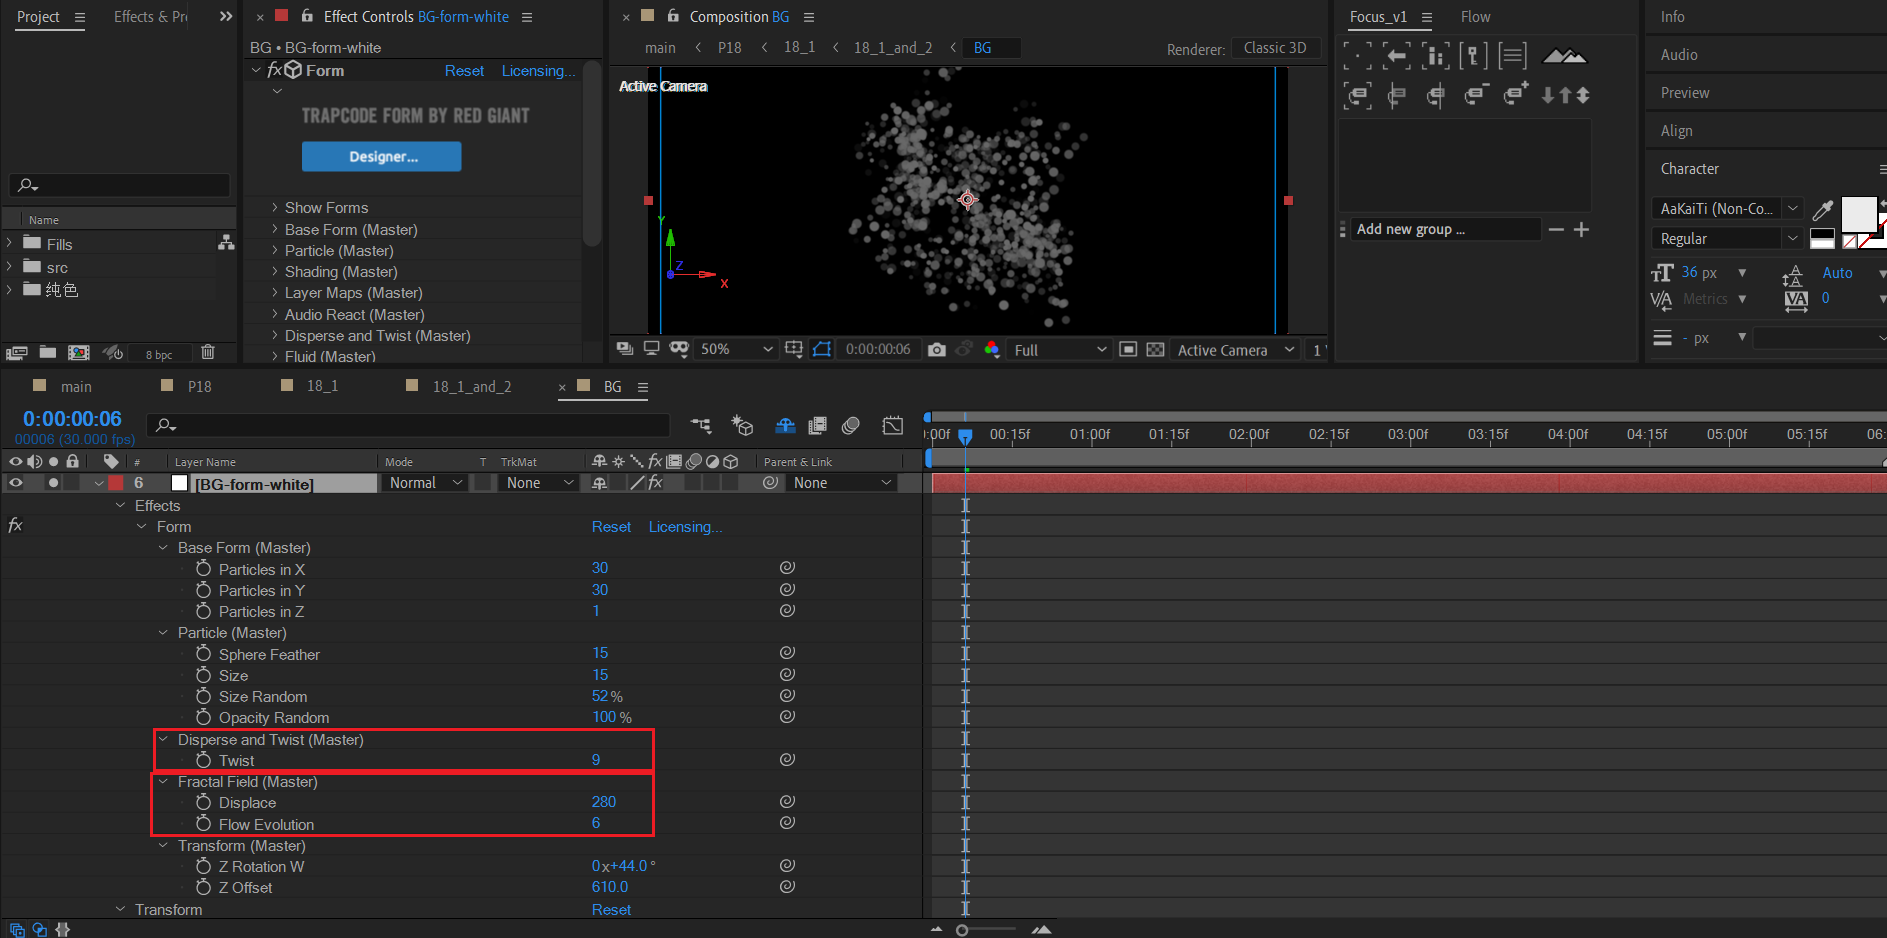 Project
Effects & Pr
Effect Controls BG-form-white
BG • BG-form-white
fx Form Reset Licensing...
TRAPCODE FORM BY RED GIANT
Designer...
Show Forms
Base Form (Master)
Particle (Master)
Shading (Master)
Layer Maps (Master)
Audio React (Master)
Disperse and Twist (Master)
Fluid (Master)
Name
Fills
src
纯色
8 bpc
Composition BG
main 18_1 P18 18_1_and_2 BG
Renderer: Classic 3D
Active Camera
Y
Z
X
50% 0:00:00:06 Full Active Camera 1
Focus_v1 Flow
Add new group ...
Info
Audio
Preview
Align
Character
AaKaiTi (Non-Co...
Regular
36 px Auto
Metrics 0
- px
main P18 18_1 18_1_and_2 BG
0:00:00:06
00006 (30.000 fps)
:00f 00:15f 01:00f 01:15f 02:00f 02:15f 03:00f 03:15f 04:00f 04:15f 05:00f 05:15f 06:
# Layer Name Mode T TrkMat fx Parent & Link
6 [BG-form-white] Normal None fx None
Effects
fx Form Reset Licensing...
Base Form (Master)
Particles in X 30
Particles in Y 30
Particles in Z 1
Particle (Master)
Sphere Feather 15
Size 15
Size Random 52 %
Opacity Random 100 %
Disperse and Twist (Master)
Twist 9
Fractal Field (Master)
Displace 280
Flow Evolution 6
Transform (Master)
Z Rotation W 0x+44.0°
Z Offset 610.0
Transform Reset